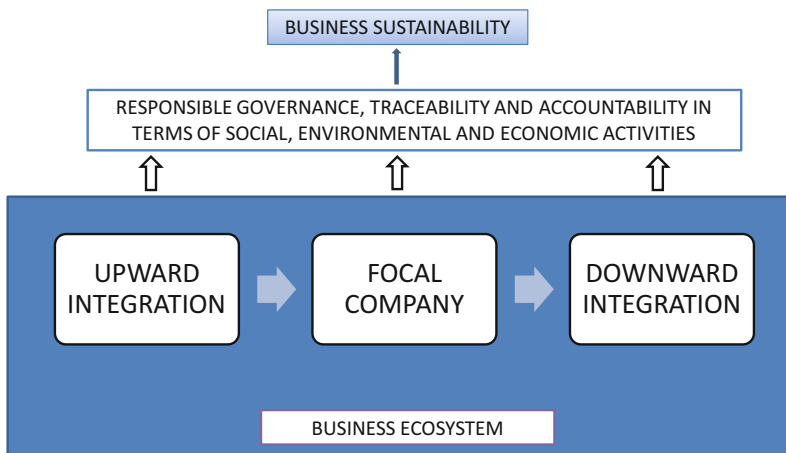 BUSINESS SUSTAINABILITY
RESPONSIBLE GOVERNANCE, TRACEABILITY AND ACCOUNTABILITY IN
TERMS OF SOCIAL, ENVIRONMENTAL AND ECONOMIC ACTIVITIES
UPWARD
INTEGRATION
FOCAL
COMPANY
DOWNWARD
INTEGRATION
BUSINESS ECOSYSTEM